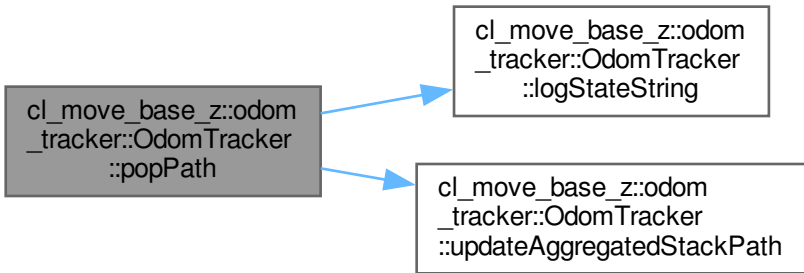 cl_move_base_z::odom
_tracker::OdomTracker
::popPath
cl_move_base_z::odom
_tracker::OdomTracker
::logStateString
cl_move_base_z::odom
_tracker::OdomTracker
::updateAggregatedStackPath